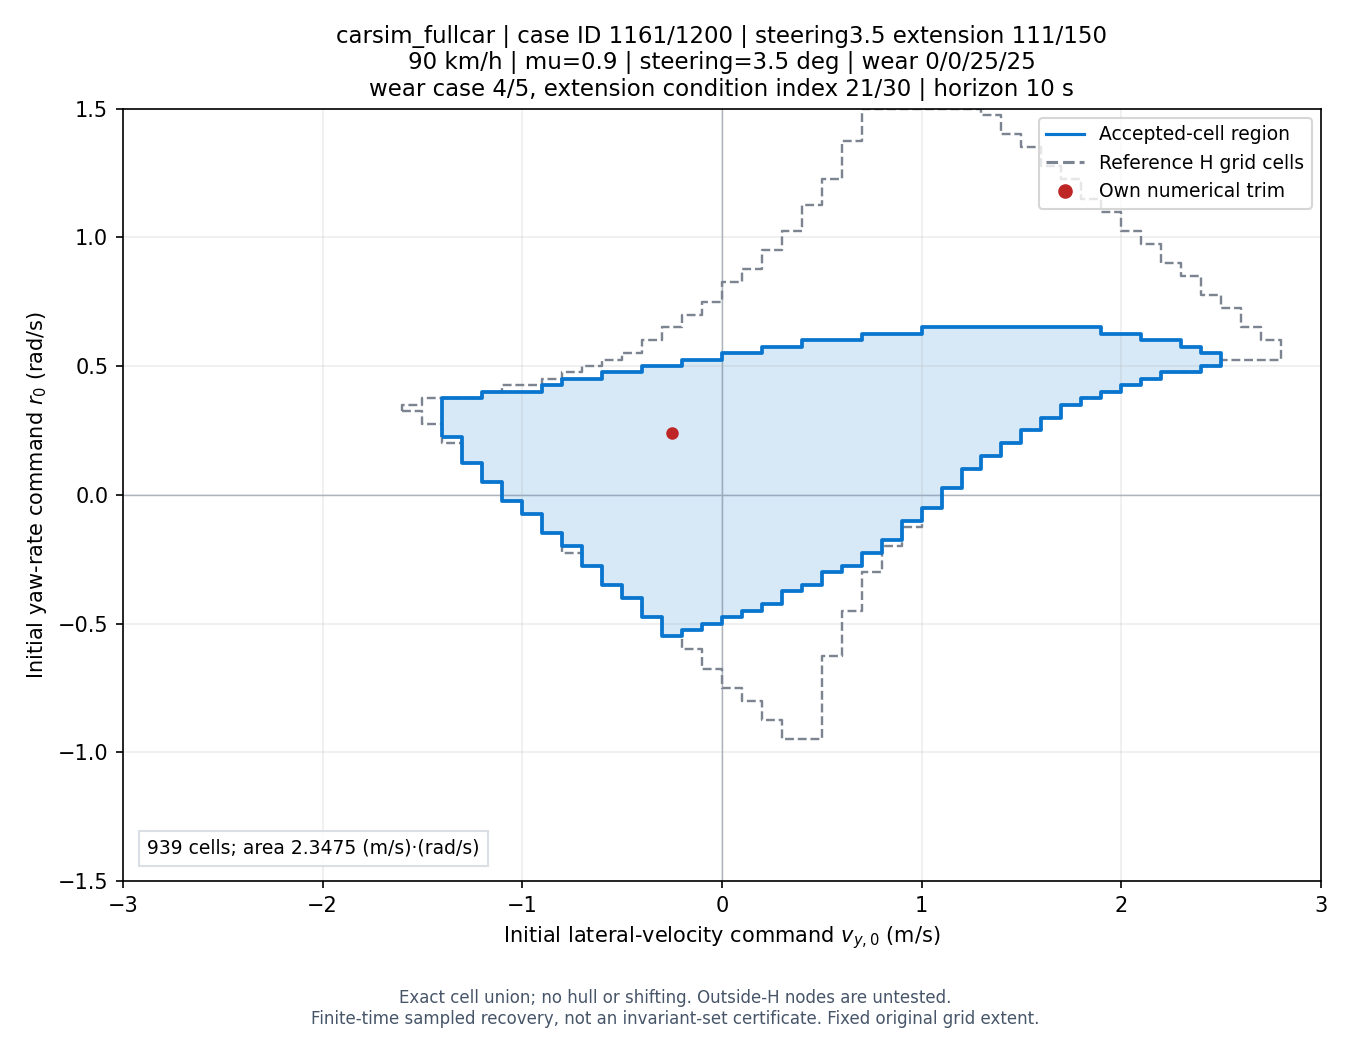 carsim_fullcar | case ID 1161/1200 | steering3.5 extension 111/150
90 km/h | mu=0.9 | steering=3.5 deg | wear 0/0/25/25
wear case 4/5, extension condition index 21/30 | horizon 10 s
Accepted-cell region
Reference H grid cells
Own numerical trim
1.5
1.0
0.5
0.0
−0.5
−1.0
−1.5
Initial yaw-rate command r0 (rad/s)
939 cells; area 2.3475 (m/s)·(rad/s)
−3
−2
−1
0
1
2
3
Initial lateral-velocity command vy,0 (m/s)
Exact cell union; no hull or shifting. Outside-H nodes are untested.
Finite-time sampled recovery, not an invariant-set certificate. Fixed original grid extent.